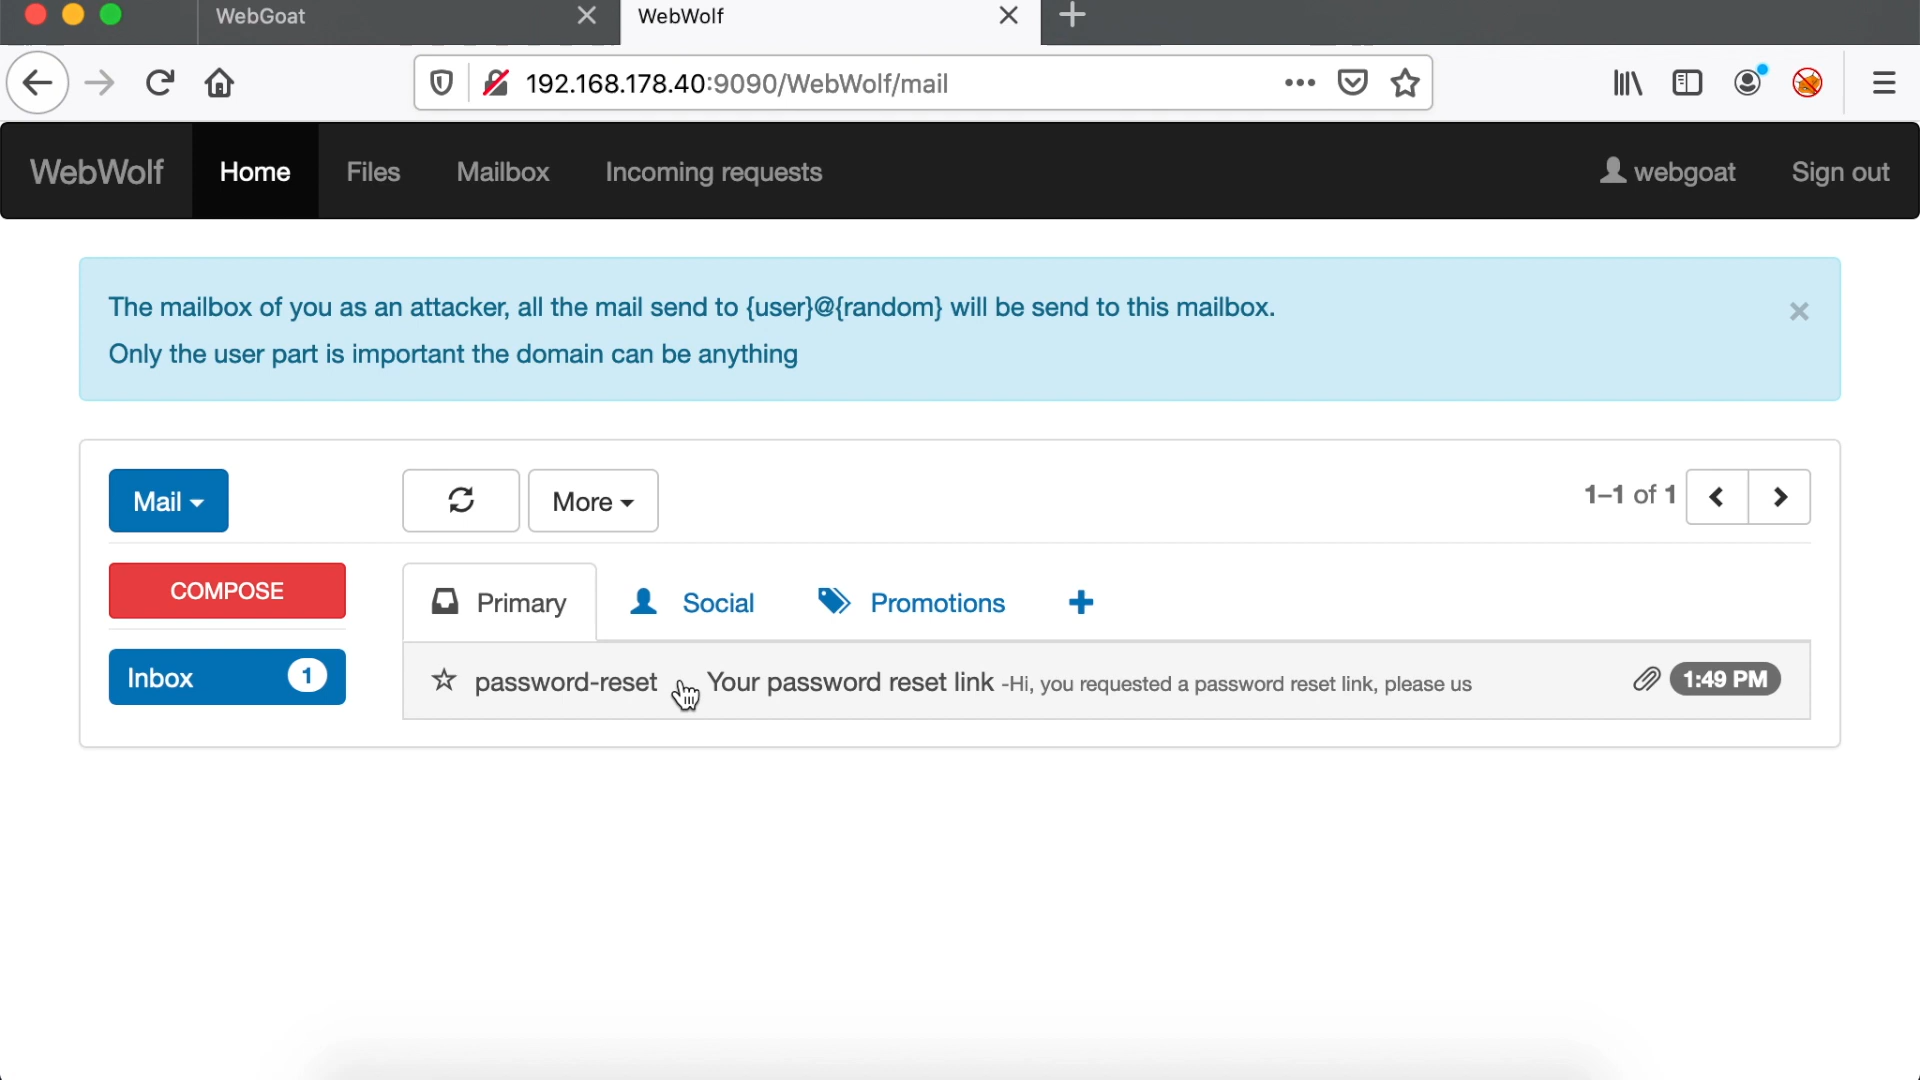 WebGoat
WebWolf
192.168.178.40:9090/WebWolf/mail
WebWolf Home Files Mailbox Incoming requests webgoat Sign out
The mailbox of you as an attacker, all the mail send to {user}@{random} will be send to this mailbox.
Only the user part is important the domain can be anything
Mail More 1–1 of 1
COMPOSE
Primary Social Promotions
Inbox 1
password-reset Your password reset link -Hi, you requested a password reset link, please us 1:49 PM